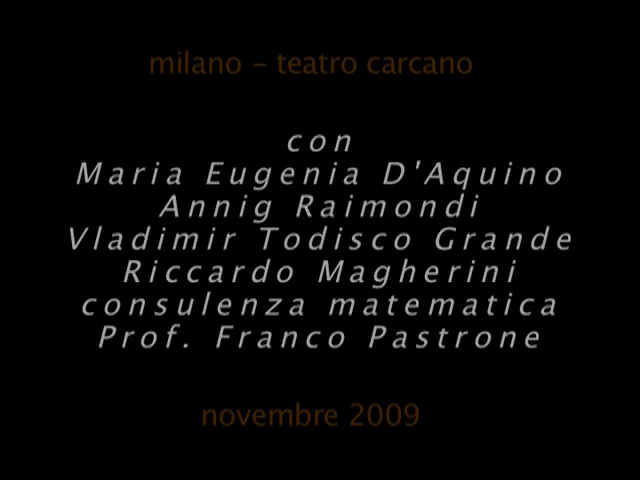 milano - teatro carcano
con
Maria Eugenia D'Aquino
Annig Raimondi
Vladimir Todisco Grande
Riccardo Magherini
consulenza matematica
Prof. Franco Pastrone
novembre 2009